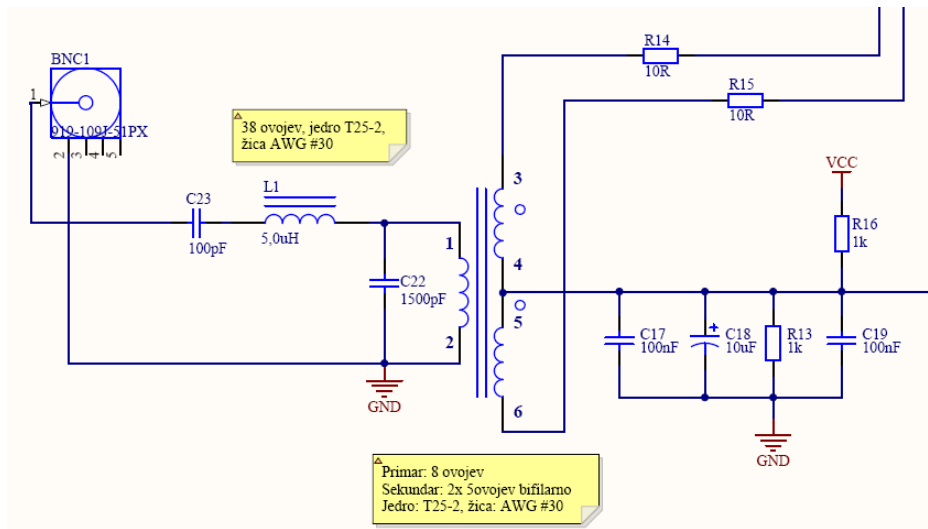 BNC1
1
919-109J-51PX
2
3
4
5
38 ovojev, jedro T25-2,
žica AWG #30
C23
100pF
L1
5,0uH
C22
1500pF
1
2
GND
R14
10R
R15
10R
3
4
5
6
VCC
R16
1k
C17
100nF
C18
10uF
R13
1k
C19
100nF
GND
Primar: 8 ovojev
Sekundar: 2x 5ovojev bifilarno
Jedro: T25-2, žica: AWG #30